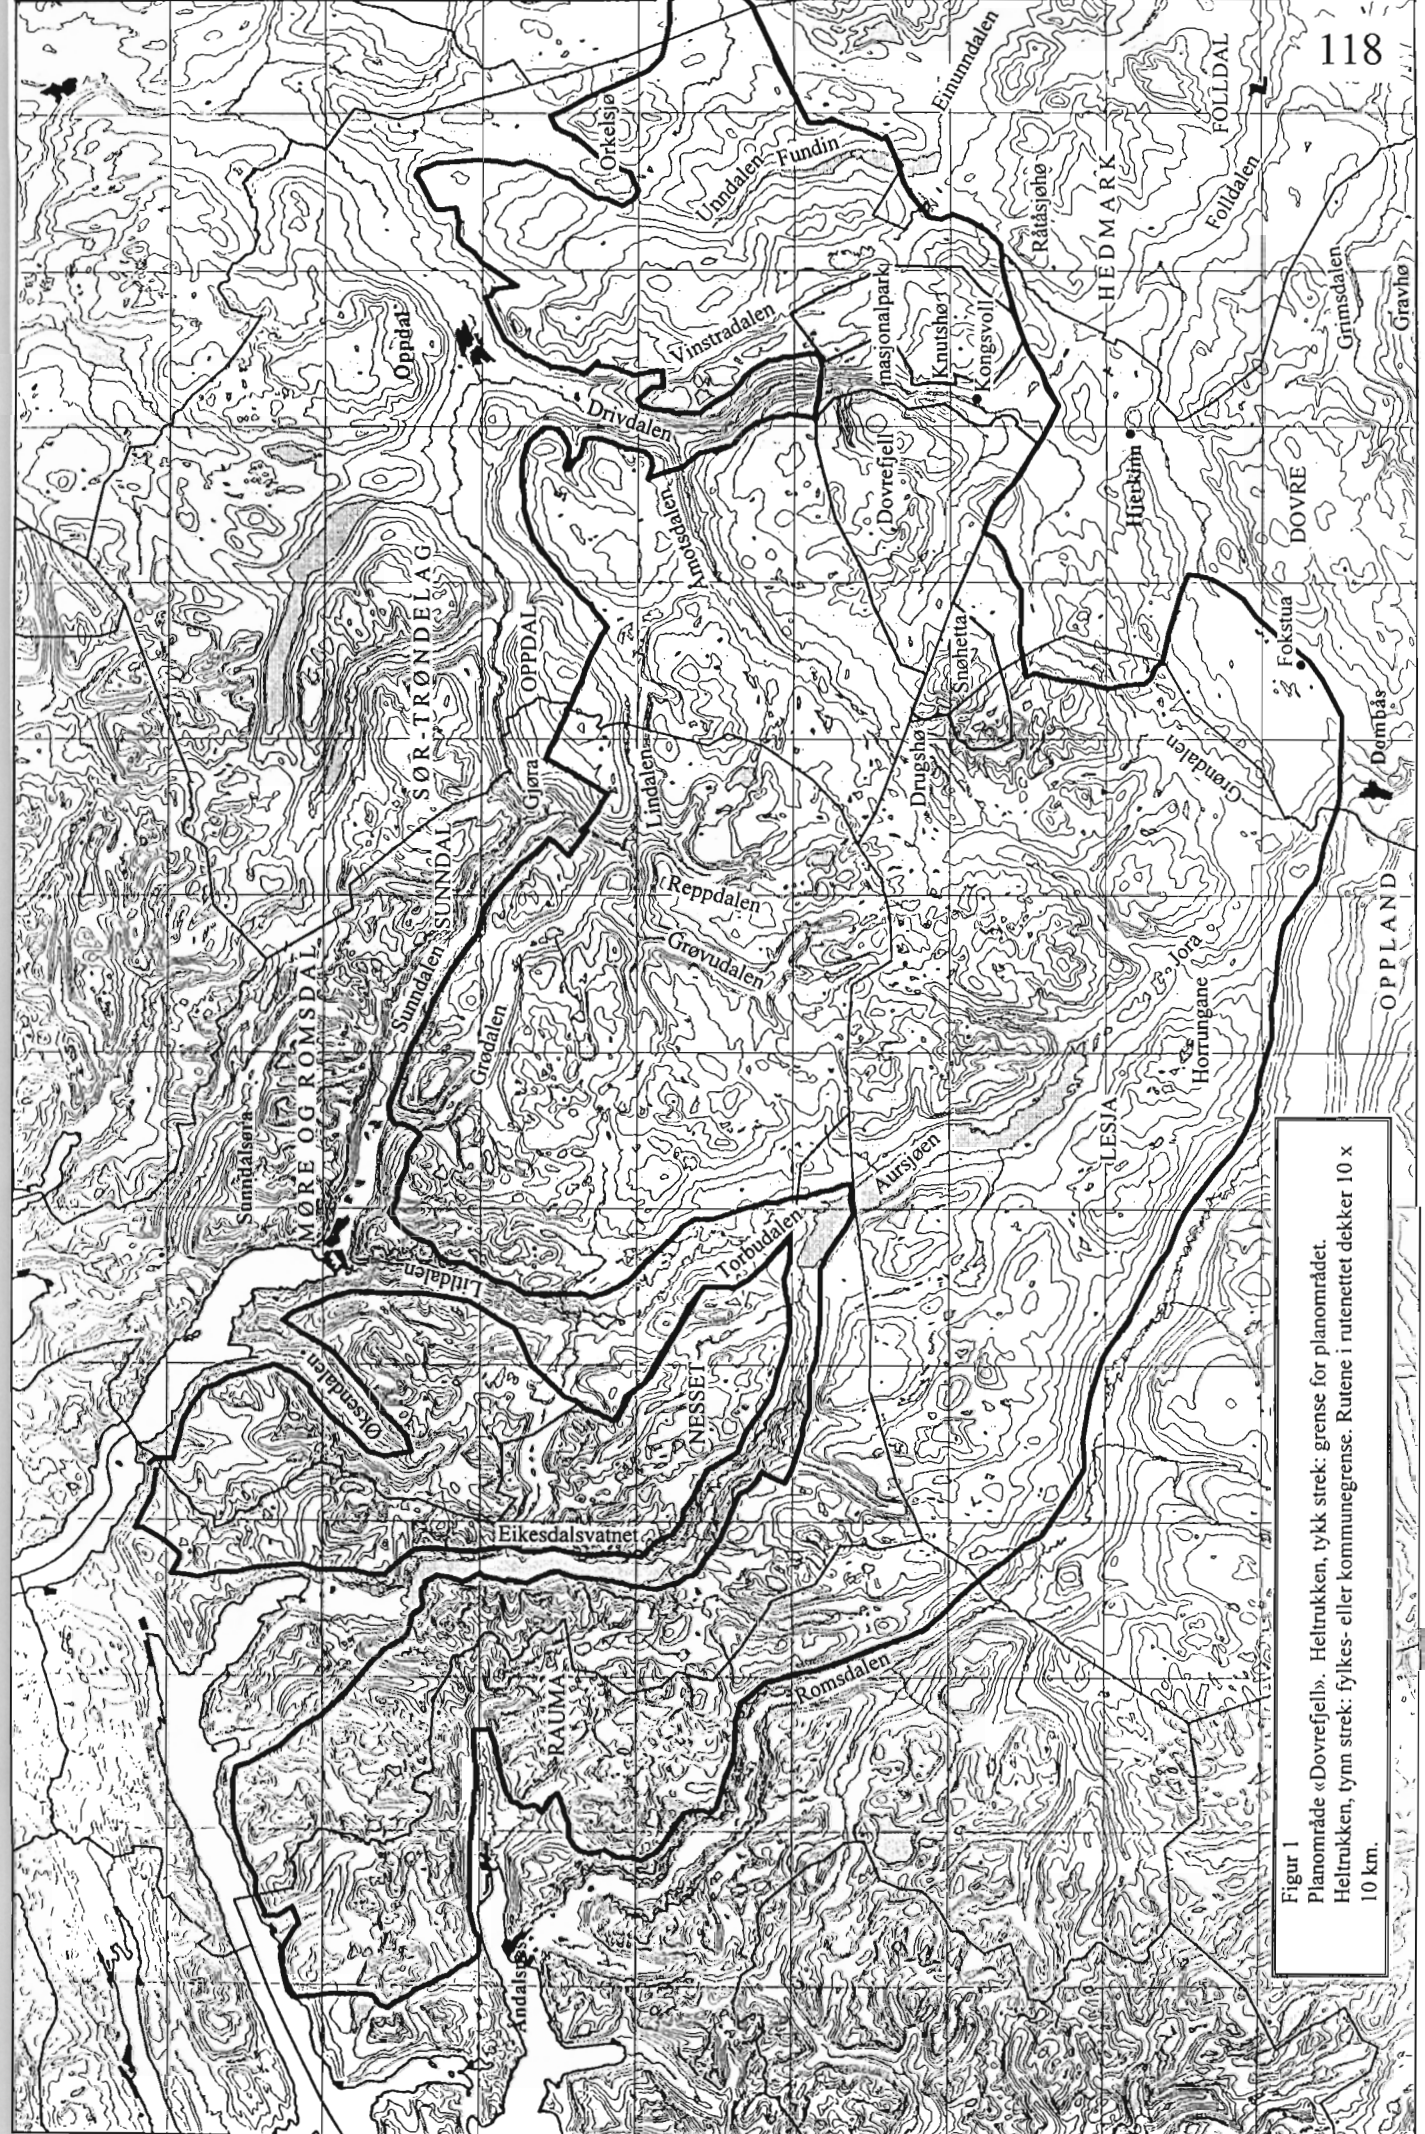 118
Orkelsjø
Einunndalen
FOLLDAL
Unndalen-Fundin
Råtåsjøhø
HEDMARK
Folldalen
Oppdal
Vinstradalen
nasjonalpark
Knutshø
Kongsvoll
Grimsdalen
Gravhø
Drivdalen
Dovrefjell
Hjerkinn
DOVRE
Åmotsdalen
SØR-TRØNDELAG
OPPDAL
Snøhetta
Fokstua
Gjøra
Lindalen
Drugshø
Grøndalen
Dombås
SUNNDAL
Reppdalen
Grøvudalen
OPPLAND
Sunndalen
MØRE OG ROMSDAL
Grødalen
Jora
Horrungane
Sunndalsøra
LESJA
Aursjøen
Torbudalen
Litldalen
Øksendalen
NESSET
Eikesdalsvatnet
RAUMA
Romsdalen
Åndalsnes
Figur 1
Planområde «Dovrefjell». Heltrukken, tykk strek: grense for planområdet.
Heltrukken, tynn strek: fylkes- eller kommunegrense. Rutene i rutenettet dekker 10 x
10 km.